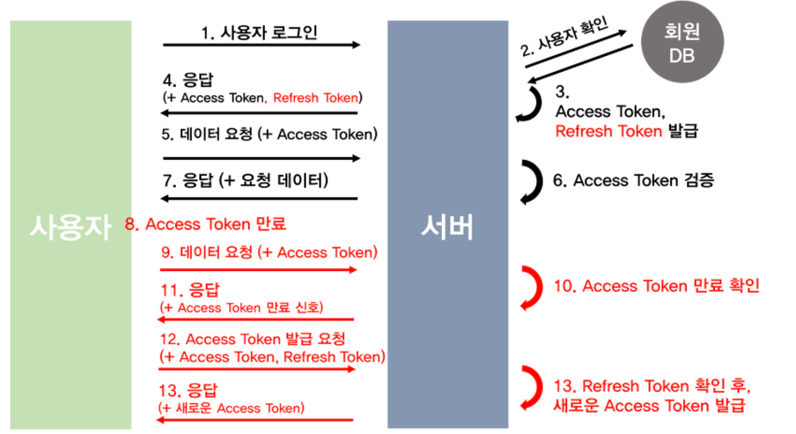 1. 사용자 로그인
2. 사용자 확인
회원
DB
4. 응답
(+ Access Token, Refresh Token)
3.
Access Token,
Refresh Token 발급
5. 데이터 요청 (+ Access Token)
7. 응답 (+ 요청 데이터)
6. Access Token 검증
사용자
8. Access Token 만료
서버
9. 데이터 요청 (+ Access Token)
11. 응답
(+ Access Token 만료 신호)
10. Access Token 만료 확인
12. Access Token 발급 요청
(+ Access Token, Refresh Token)
13. 응답
(+ 새로운 Access Token)
13. Refresh Token 확인 후,
새로운 Access Token 발급